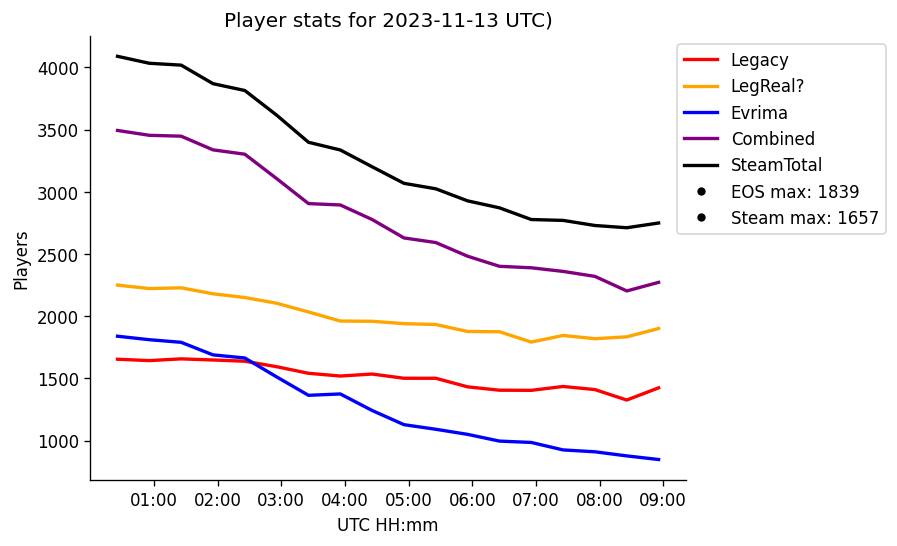 Player stats for 2023-11-13 UTC)
4000
3500
3000
2500
2000
1500
1000
Players
01:00 02:00 03:00 04:00 05:00 06:00 07:00 08:00 09:00
UTC HH:mm
Legacy
LegReal?
Evrima
Combined
SteamTotal
EOS max: 1839
Steam max: 1657